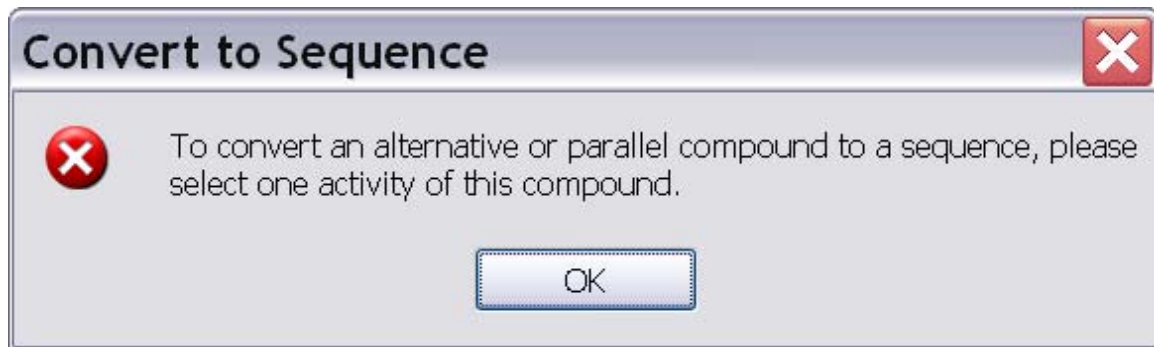 Convert to Sequence
To convert an alternative or parallel compound to a sequence, please
select one activity of this compound.
OK